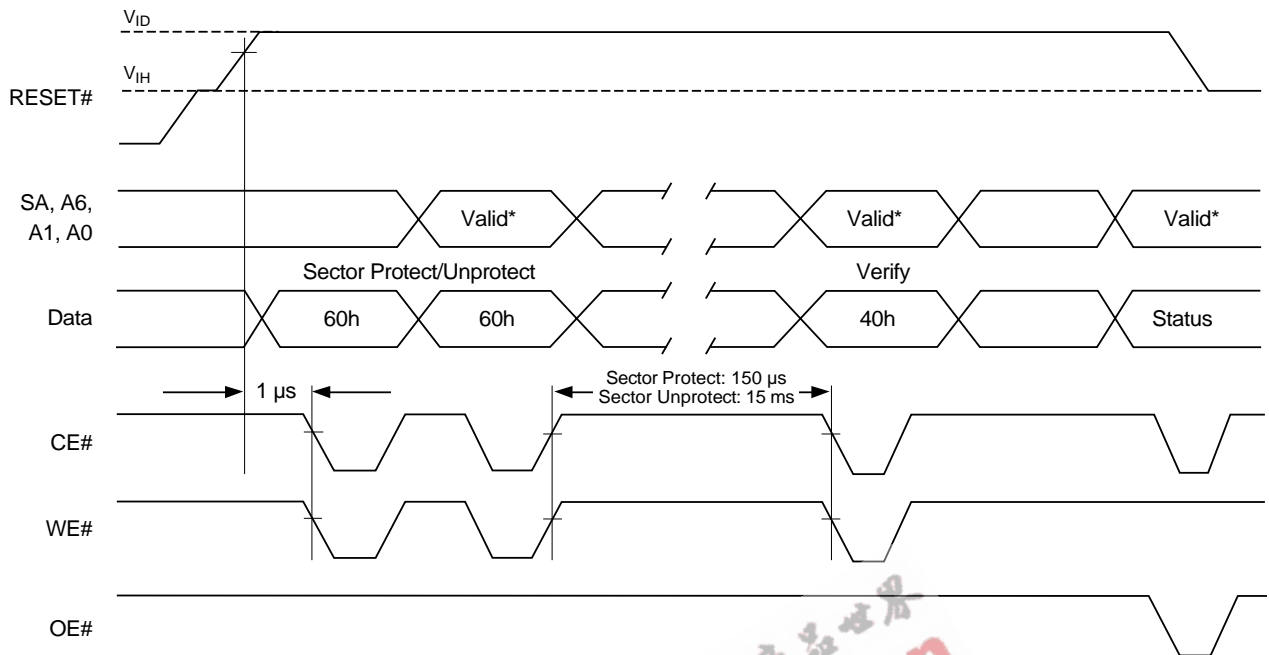 VID
VIH
RESET#
SA, A6,
A1, A0
Valid*
Valid*
Valid*
Sector Protect/Unprotect
Verify
Data
60h
60h
40h
Status
1 µs
Sector Protect: 150 µs
Sector Unprotect: 15 ms
CE#
WE#
OE#